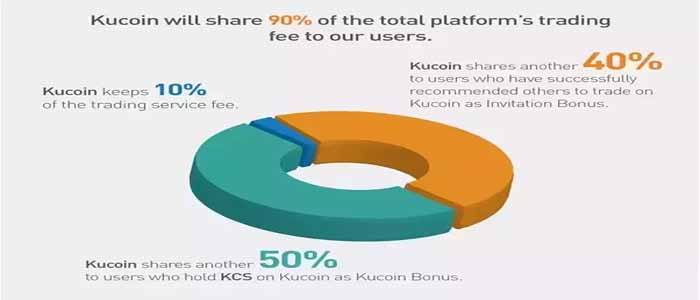 Kucoin will share 90% of the total platform's trading
fee to our users.
Kucoin shares another 40%
to users who have successfully
recommended others to trade on
Kucoin as Invitation Bonus.
Kucoin keeps 10%
of the trading service fee.
Kucoin shares another 50%
to users who hold KCS on Kucoin as Kucoin Bonus.